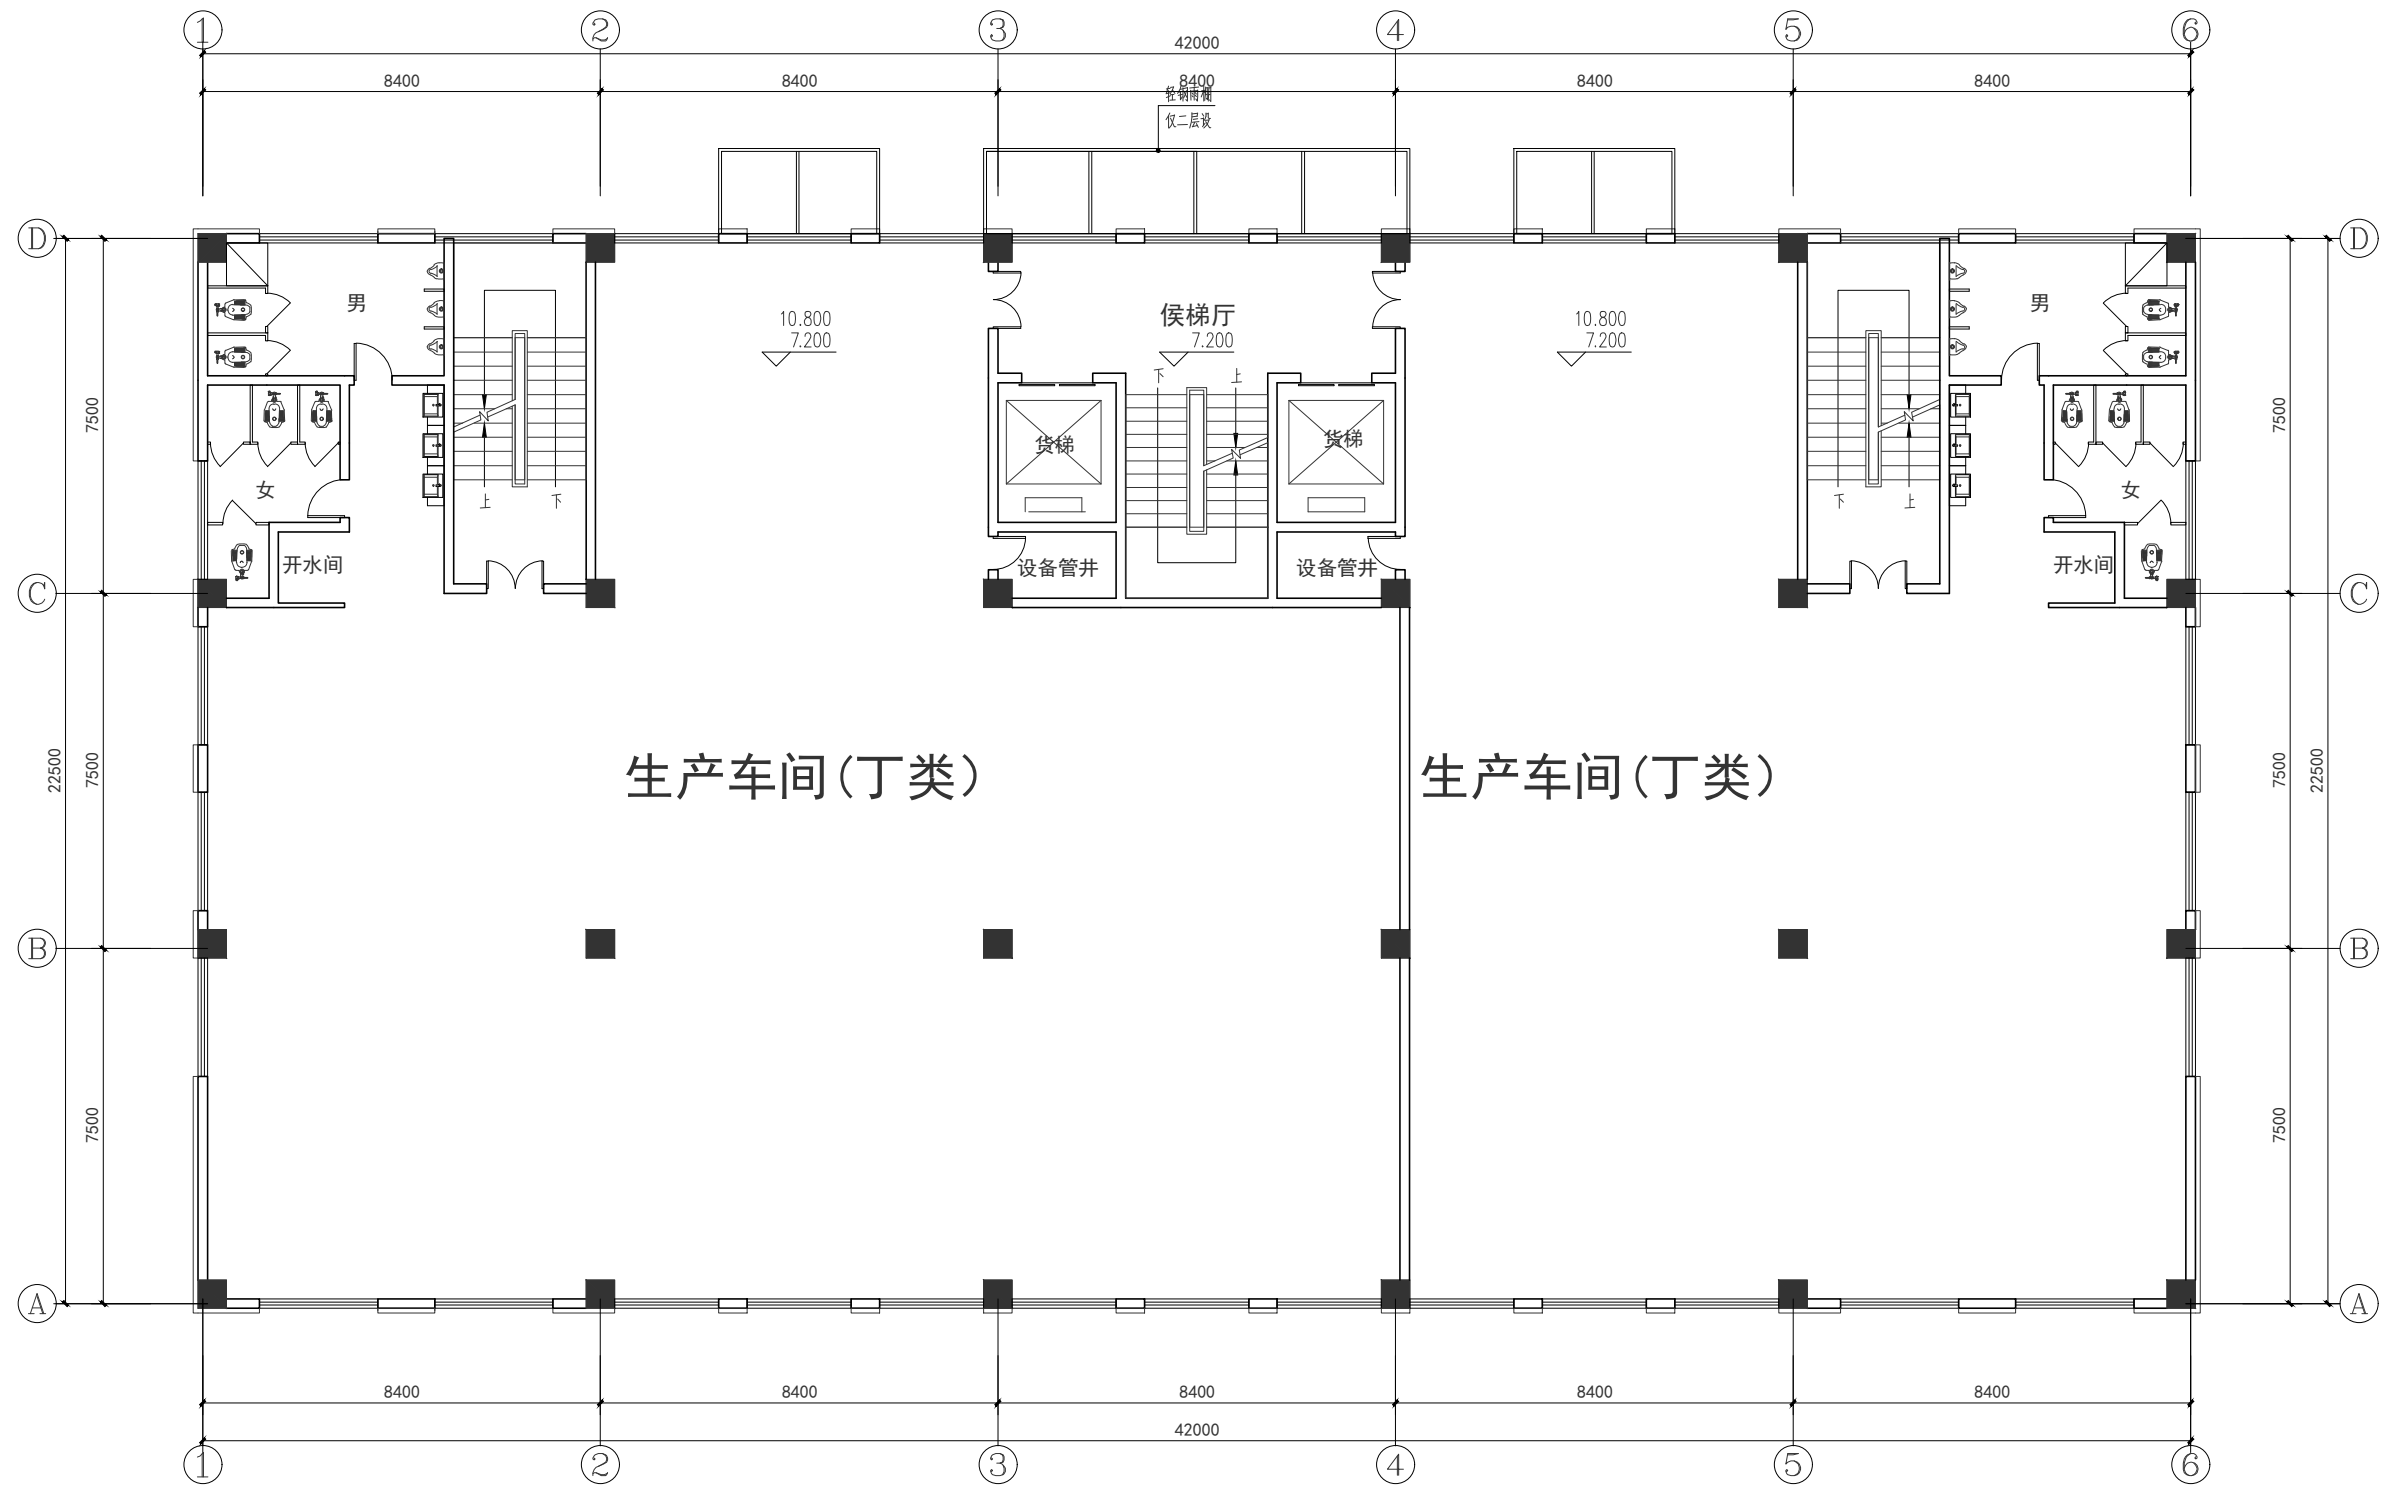 1 2 3 4 5 6
42000
8400 8400 8400 8400 8400
轻钢雨棚
仅二层设
D D
男 侯梯厅 男
10.800 10.800
7.200 7.200 7.200
下 上
7500 7500
货梯 货梯
女 女
上 下 下 上
开水间 设备管井 设备管井 开水间
C C
22500 7500 7500 22500
生产车间(丁类) 生产车间(丁类)
B B
7500 7500
A A
8400 8400 8400 8400 8400
42000
1 2 3 4 5 6